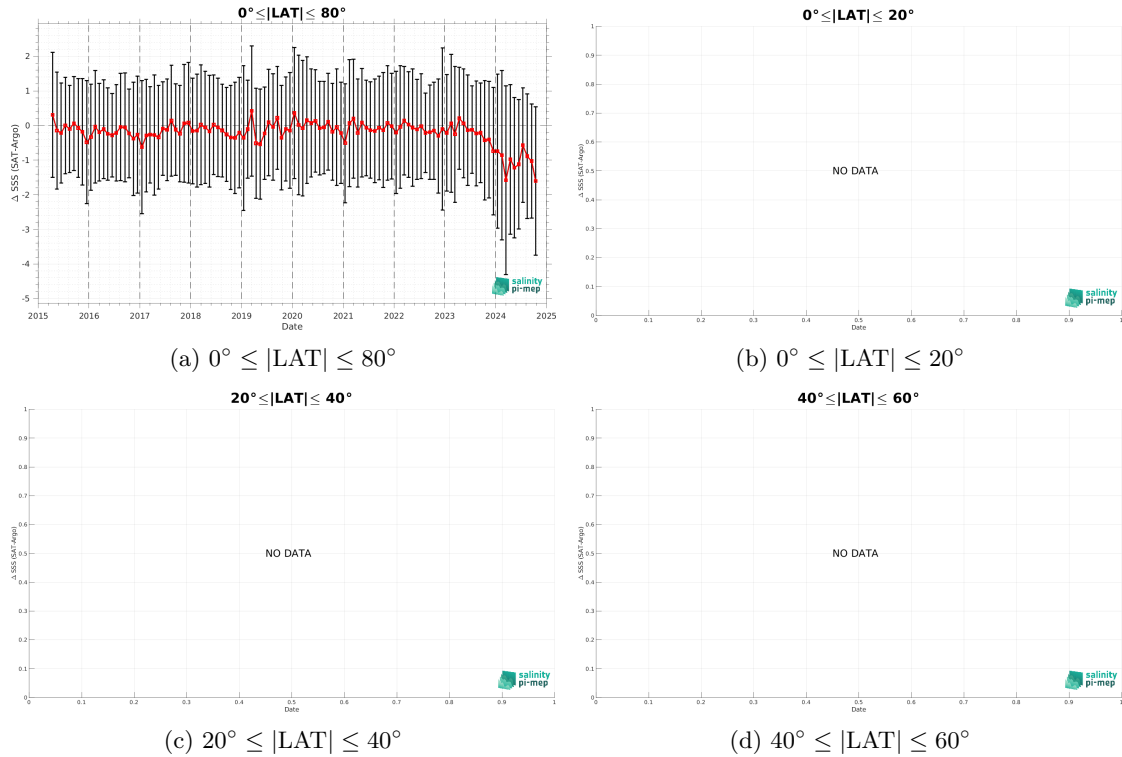 0°≤|LAT|≤ 80°
Δ SSS (SAT-Argo)
2
1
0
-1
-2
-3
-4
-5
2015 2016 2017 2018 2019 2020 2021 2022 2023 2024 2025
Date
salinity
pi-mep
(a) 0° ≤ |LAT| ≤ 80°
0°≤|LAT|≤ 20°
Δ SSS (SAT-Argo)
1
0.9
0.8
0.7
0.6
0.5
0.4
0.3
0.2
0.1
0
NO DATA
0 0.1 0.2 0.3 0.4 0.5 0.6 0.7 0.8 0.9 1
Date
salinity
pi-mep
(b) 0° ≤ |LAT| ≤ 20°
20°≤|LAT|≤ 40°
Δ SSS (SAT-Argo)
1
0.9
0.8
0.7
0.6
0.5
0.4
0.3
0.2
0.1
0
NO DATA
0 0.1 0.2 0.3 0.4 0.5 0.6 0.7 0.8 0.9 1
Date
salinity
pi-mep
(c) 20° ≤ |LAT| ≤ 40°
40°≤|LAT|≤ 60°
Δ SSS (SAT-Argo)
1
0.9
0.8
0.7
0.6
0.5
0.4
0.3
0.2
0.1
0
NO DATA
0 0.1 0.2 0.3 0.4 0.5 0.6 0.7 0.8 0.9 1
Date
salinity
pi-mep
(d) 40° ≤ |LAT| ≤ 60°